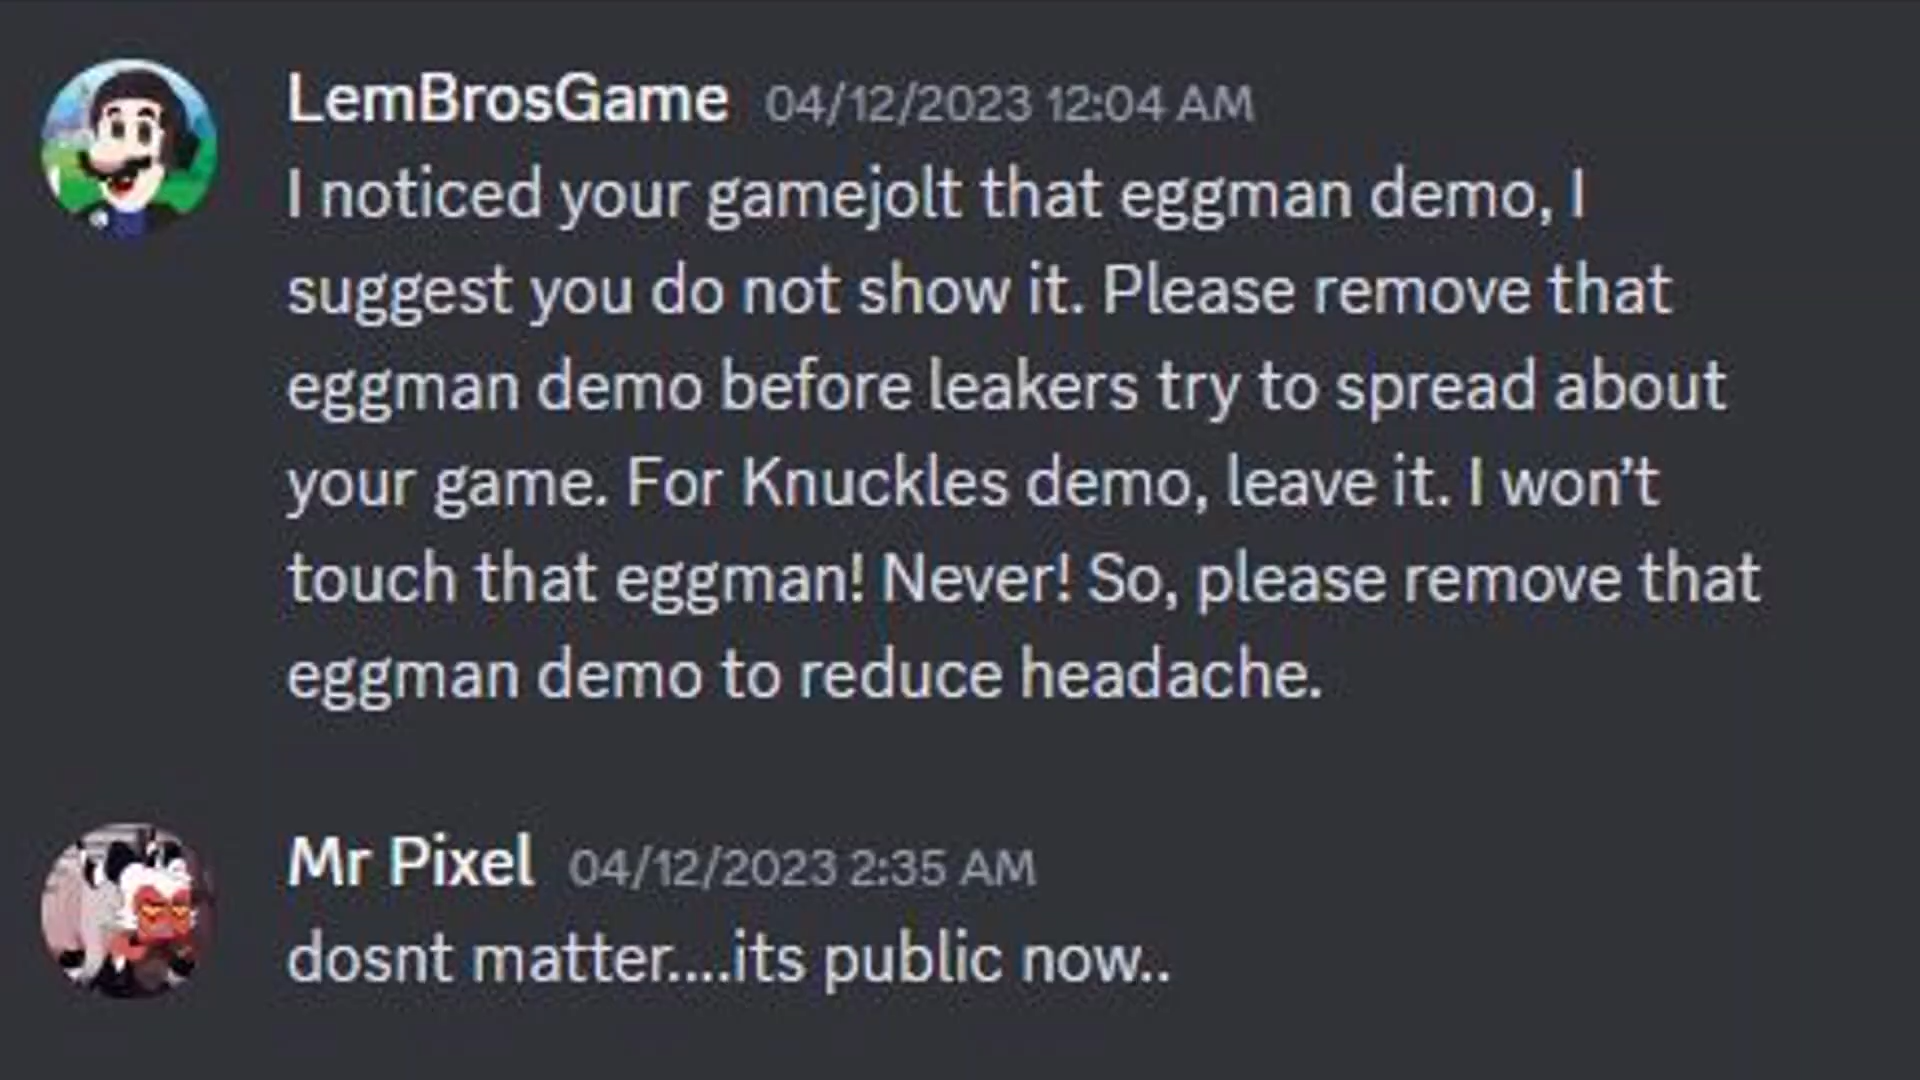 LemBrosGame 04/12/2023 12:04 AM
I noticed your gamejolt that eggman demo, I
suggest you do not show it. Please remove that
eggman demo before leakers try to spread about
your game. For Knuckles demo, leave it. I won't
touch that eggman! Never! So, please remove that
eggman demo to reduce headache.
Mr Pixel 04/12/2023 2:35 AM
dosnt matter....its public now..